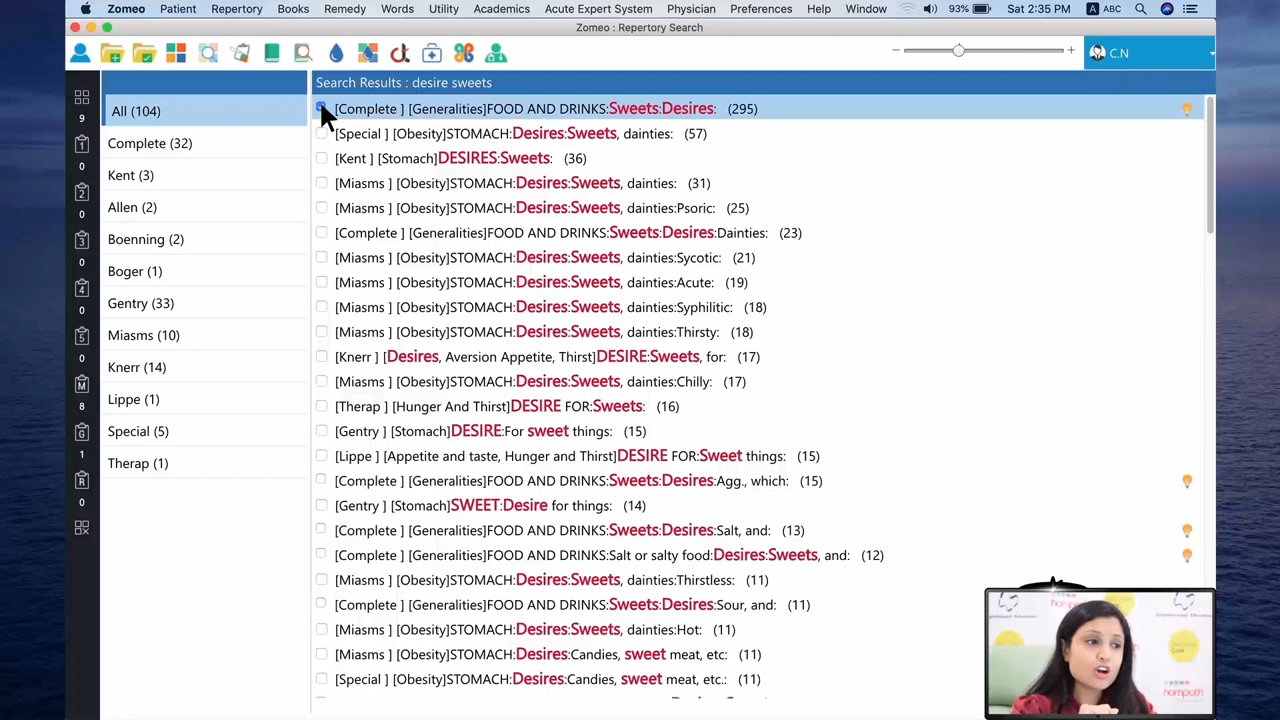 Zomeo Patient Repertory Books Remedy Words Utility Academics Acute Expert System Physician Preferences Help Window 93% A ABC Sat 2:35 PM
Zomeo : Repertory Search
C.N
Search Results : desire sweets
All (104)
Complete (32)
Kent (3)
Allen (2)
Boenning (2)
Boger (1)
Gentry (33)
Miasms (10)
Knerr (14)
Lippe (1)
Special (5)
Therap (1)
9
1
0
2
0
3
0
4
0
5
0
M
8
G
1
R
0
[Complete ] [Generalities]FOOD AND DRINKS:Sweets:Desires: (295)
[Special ] [Obesity]STOMACH:Desires:Sweets, dainties: (57)
[Kent ] [Stomach]DESIRES:Sweets: (36)
[Miasms ] [Obesity]STOMACH:Desires:Sweets, dainties: (31)
[Miasms ] [Obesity]STOMACH:Desires:Sweets, dainties:Psoric: (25)
[Complete ] [Generalities]FOOD AND DRINKS:Sweets:Desires:Dainties: (23)
[Miasms ] [Obesity]STOMACH:Desires:Sweets, dainties:Sycotic: (21)
[Miasms ] [Obesity]STOMACH:Desires:Sweets, dainties:Acute: (19)
[Miasms ] [Obesity]STOMACH:Desires:Sweets, dainties:Syphilitic: (18)
[Miasms ] [Obesity]STOMACH:Desires:Sweets, dainties:Thirsty: (18)
[Knerr ] [Desires, Aversion Appetite, Thirst]DESIRE:Sweets, for: (17)
[Miasms ] [Obesity]STOMACH:Desires:Sweets, dainties:Chilly: (17)
[Therap ] [Hunger And Thirst]DESIRE FOR:Sweets: (16)
[Gentry ] [Stomach]DESIRE:For sweet things: (15)
[Lippe ] [Appetite and taste, Hunger and Thirst]DESIRE FOR:Sweet things: (15)
[Complete ] [Generalities]FOOD AND DRINKS:Sweets:Desires:Agg., which: (15)
[Gentry ] [Stomach]SWEET:Desire for things: (14)
[Complete ] [Generalities]FOOD AND DRINKS:Sweets:Desires:Salt, and: (13)
[Complete ] [Generalities]FOOD AND DRINKS:Salt or salty food:Desires:Sweets, and: (12)
[Miasms ] [Obesity]STOMACH:Desires:Sweets, dainties:Thirstless: (11)
[Complete ] [Generalities]FOOD AND DRINKS:Sweets:Desires:Sour, and: (11)
[Miasms ] [Obesity]STOMACH:Desires:Sweets, dainties:Hot: (11)
[Miasms ] [Obesity]STOMACH:Desires:Candies, sweet meat, etc: (11)
[Special ] [Obesity]STOMACH:Desires:Candies, sweet meat, etc.: (11)